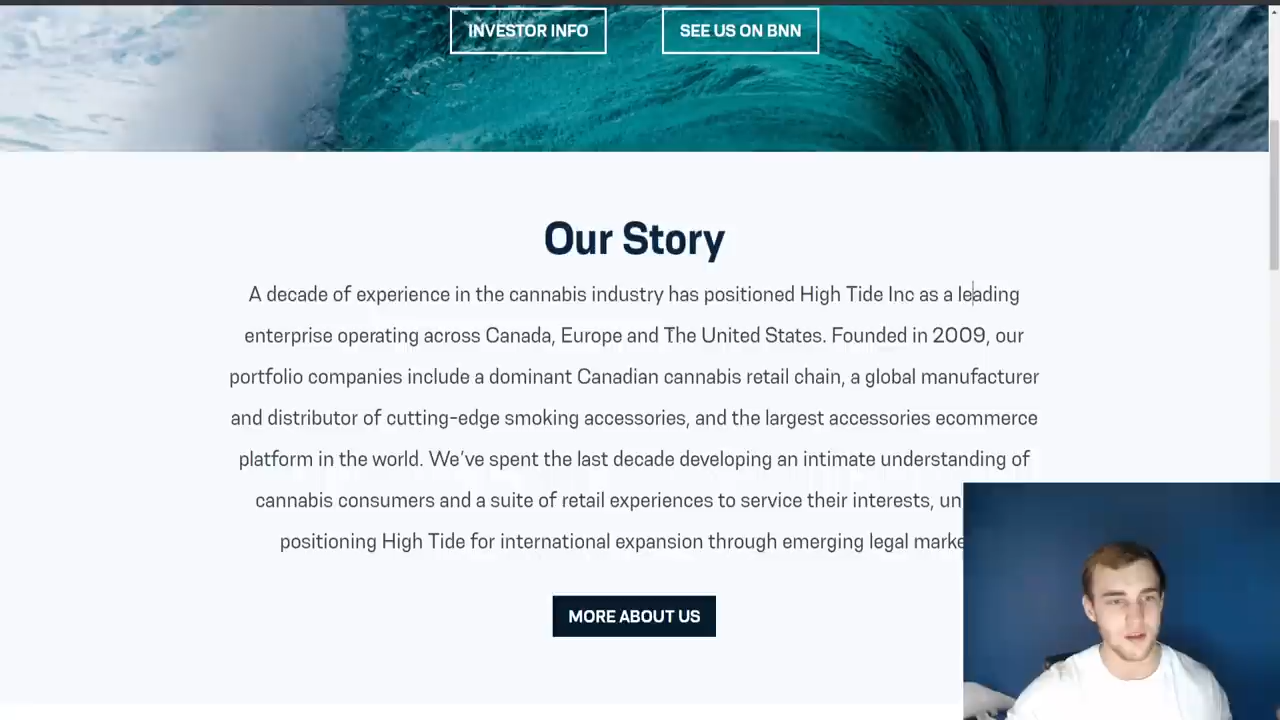 INVESTOR INFO
SEE US ON BNN
Our Story
A decade of experience in the cannabis industry has positioned High Tide Inc as a leading
enterprise operating across Canada, Europe and The United States. Founded in 2009, our
portfolio companies include a dominant Canadian cannabis retail chain, a global manufacturer
and distributor of cutting-edge smoking accessories, and the largest accessories ecommerce
platform in the world. We've spent the last decade developing an intimate understanding of
cannabis consumers and a suite of retail experiences to service their interests,
positioning High Tide for international expansion through emerging legal
MORE ABOUT US